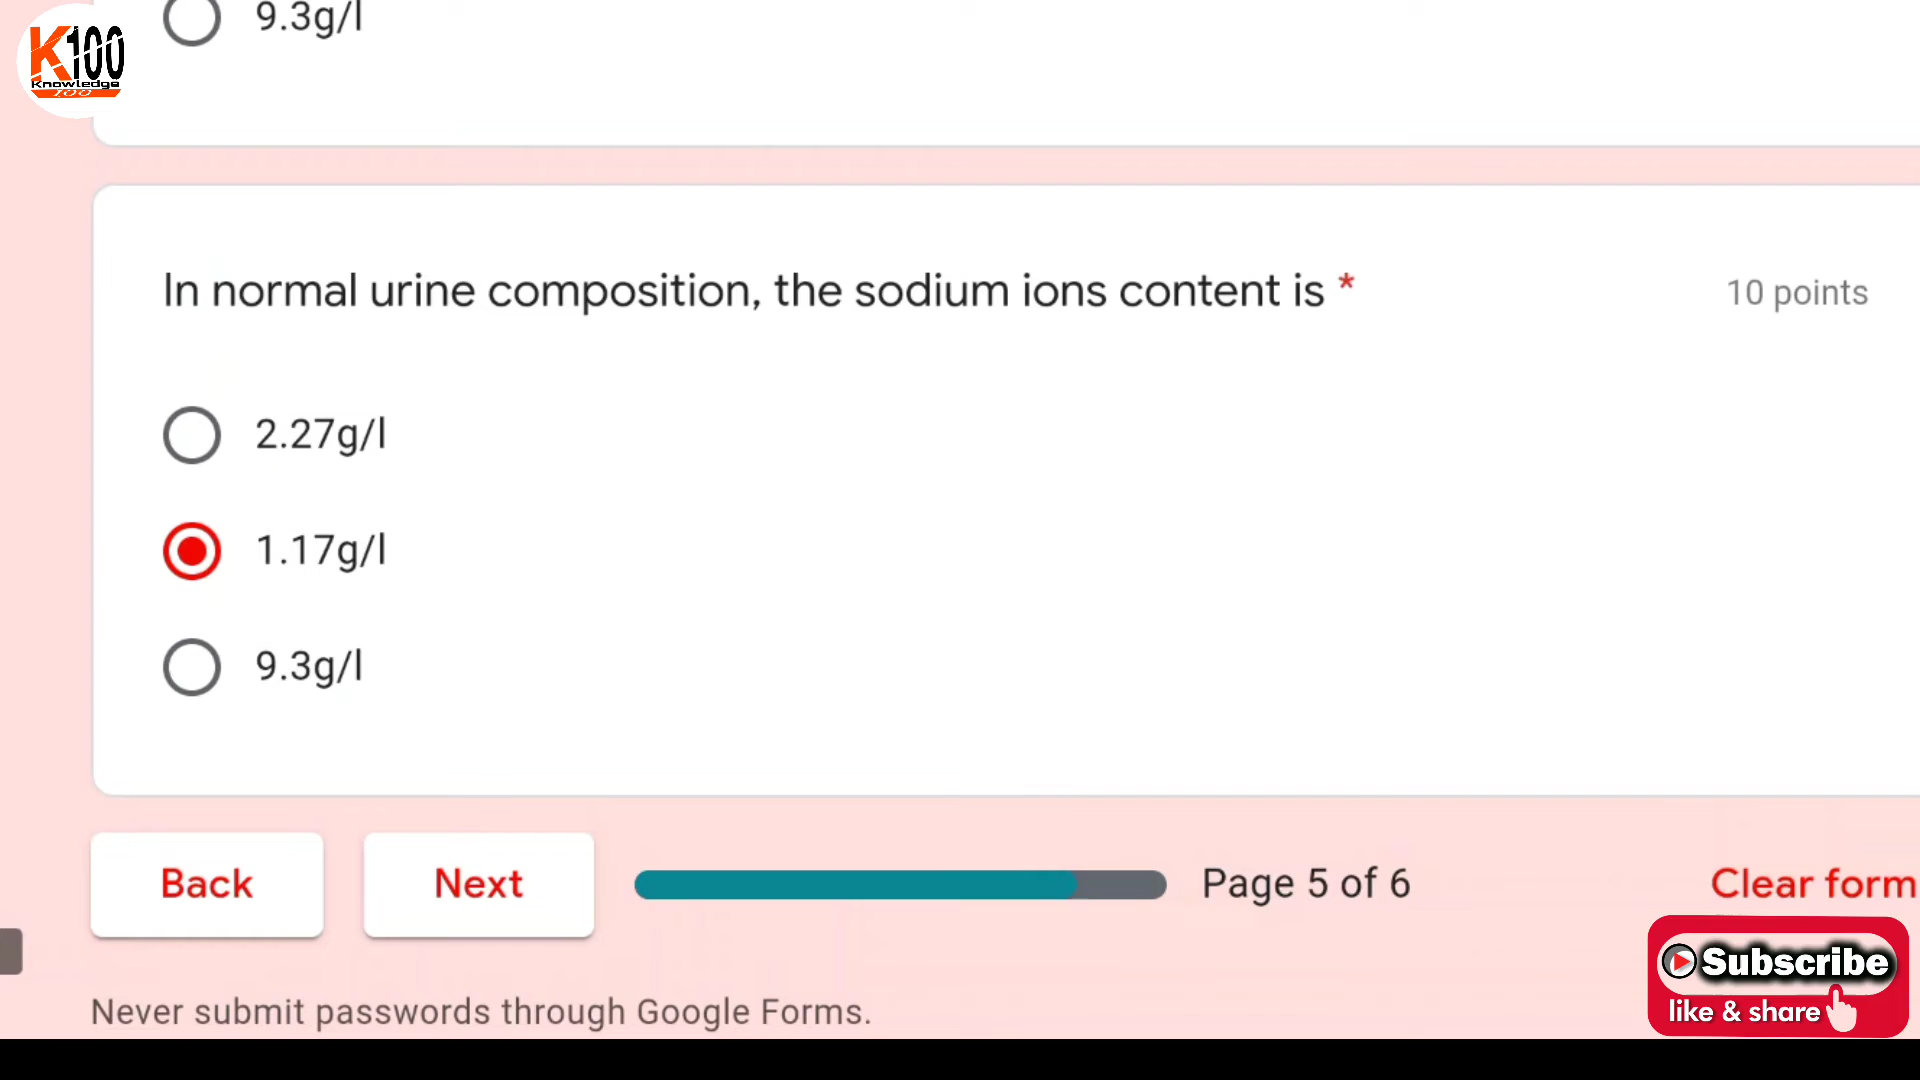 9.3g/l
K100
Knowledge
100
In normal urine composition, the sodium ions content is *
10 points
2.27g/l
1.17g/l
9.3g/l
Back
Next
Page 5 of 6
Clear form
Subscribe
like & share
Never submit passwords through Google Forms.